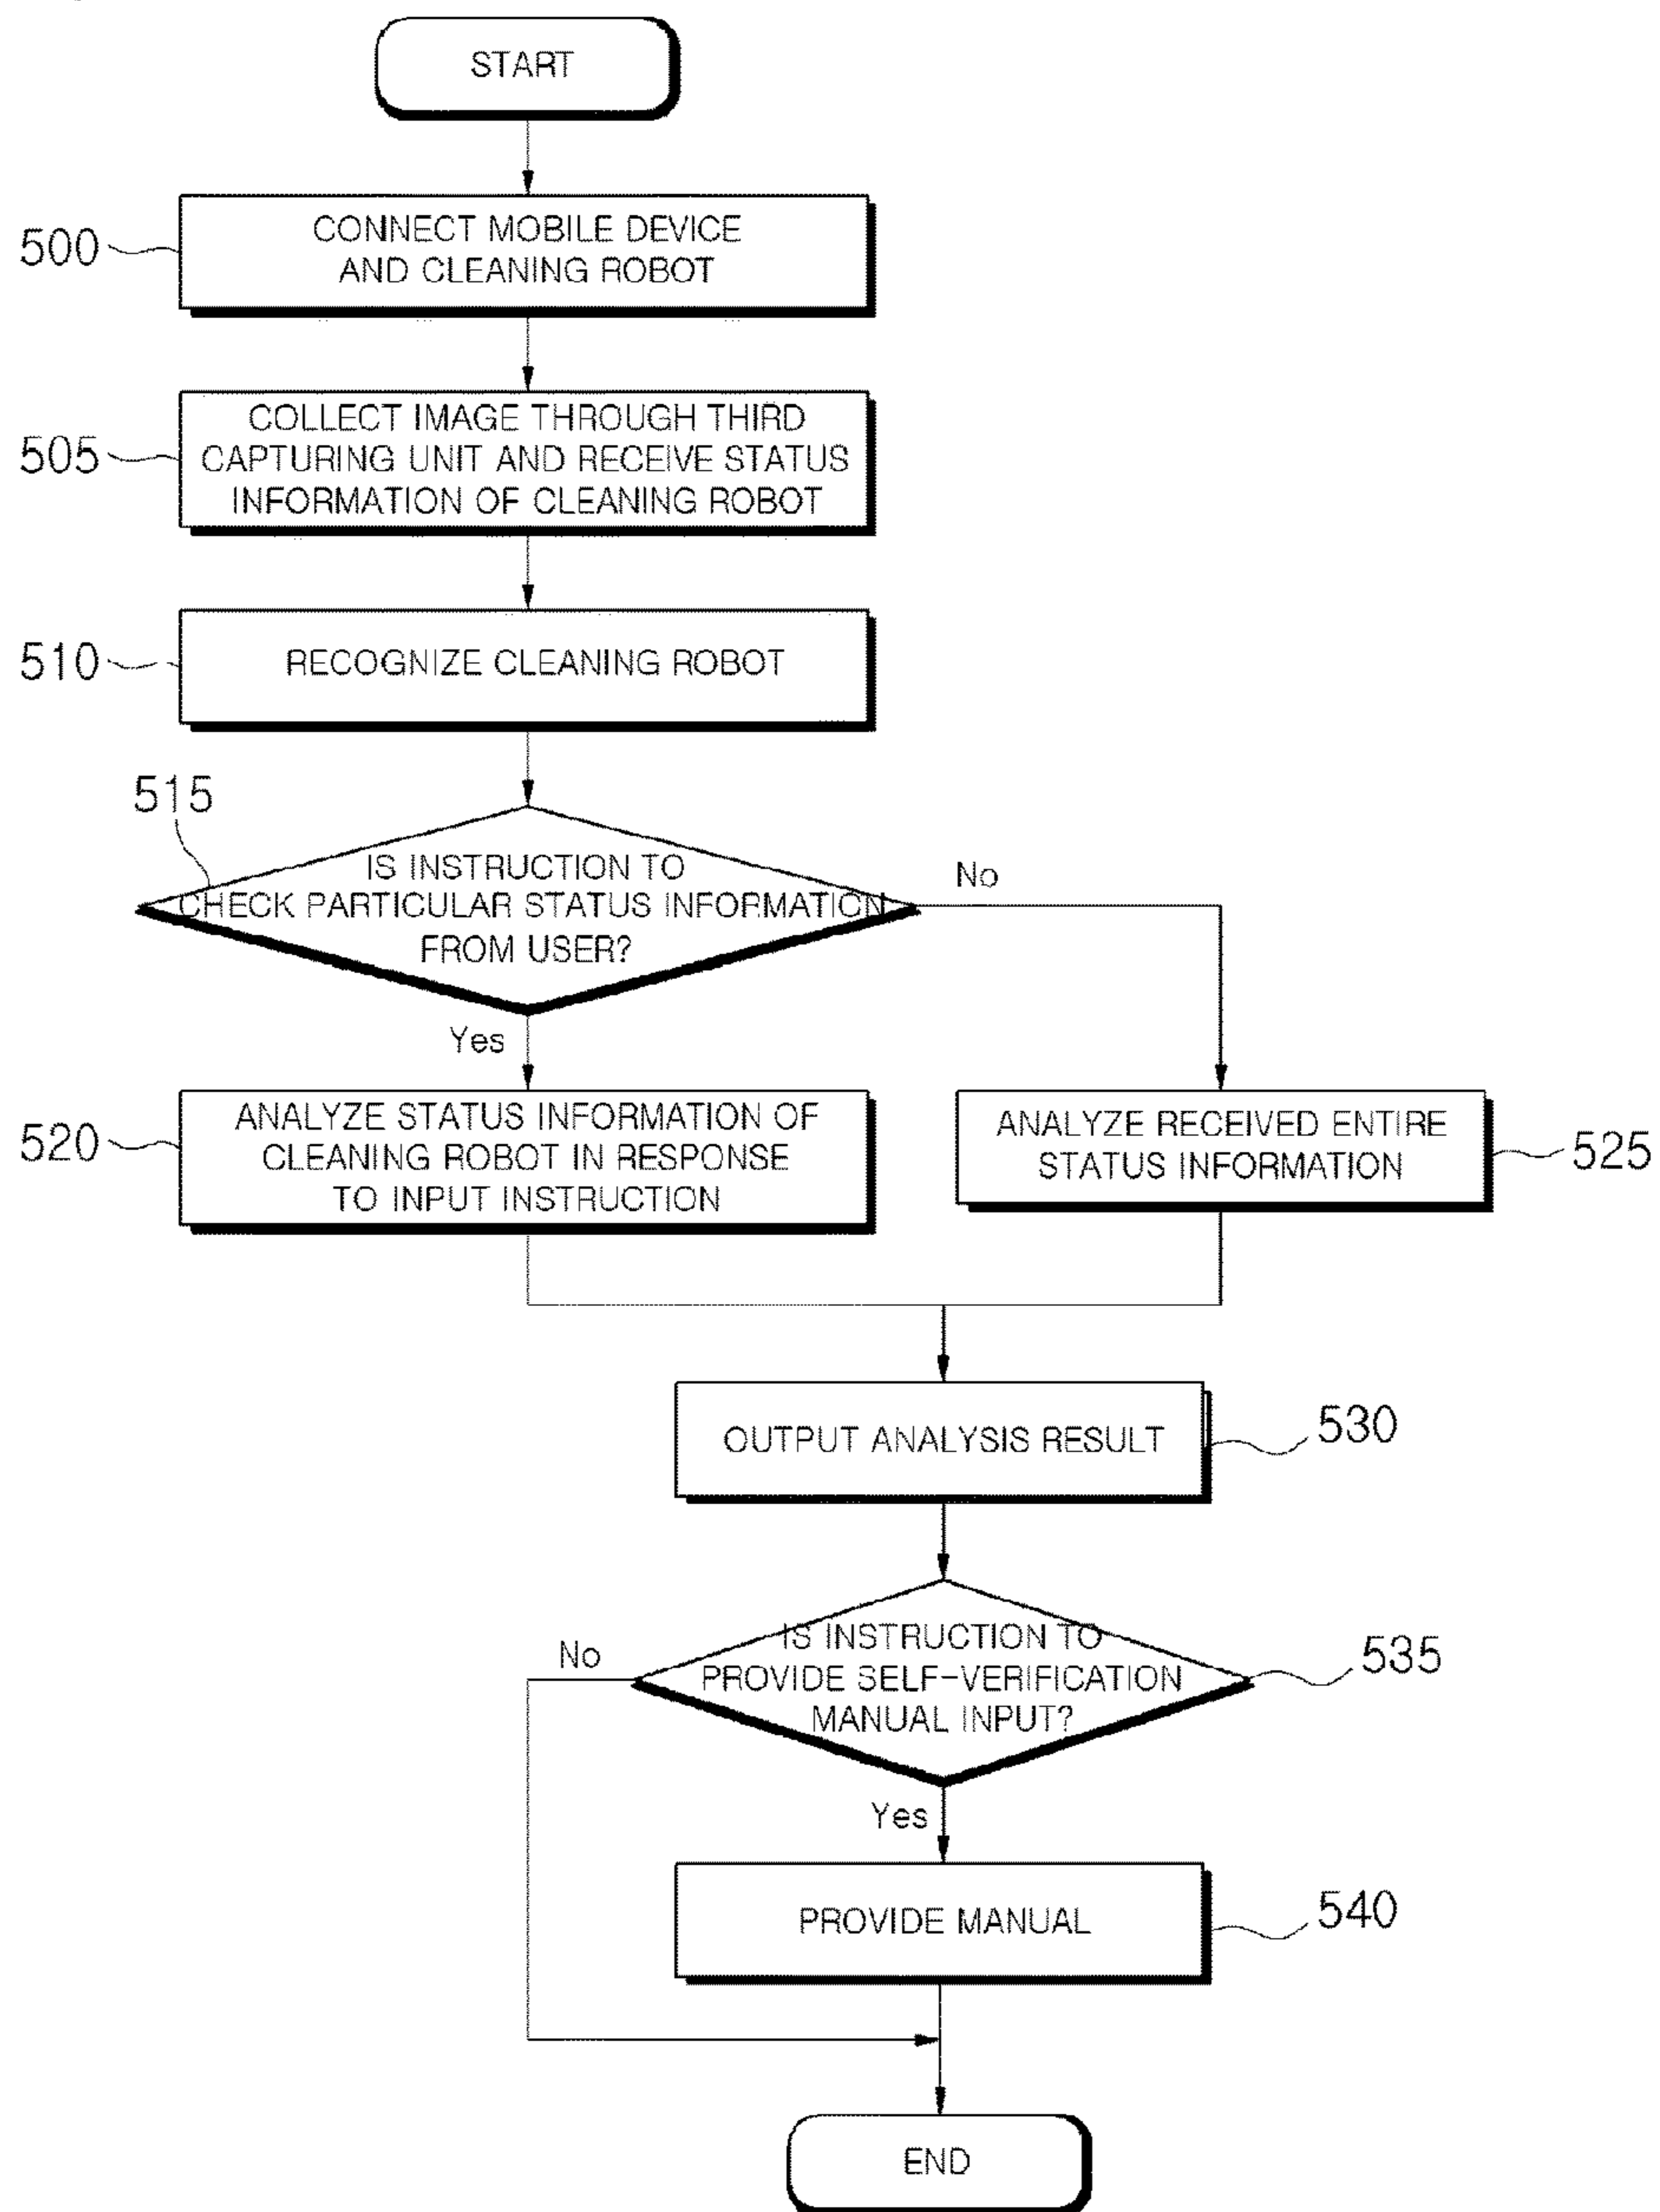 START
500
CONNECT MOBILE DEVICE
AND CLEANING ROBOT
505
COLLECT IMAGE THROUGH THIRD
CAPTURING UNIT AND RECEIVE STATUS
INFORMATION OF CLEANING ROBOT
510
RECOGNIZE CLEANING ROBOT
515
IS INSTRUCTION TO
CHECK PARTICULAR STATUS INFORMATION
FROM USER?
No
Yes
520
ANALYZE STATUS INFORMATION OF
CLEANING ROBOT IN RESPONSE
TO INPUT INSTRUCTION
ANALYZE RECEIVED ENTIRE
STATUS INFORMATION
525
OUTPUT ANALYSIS RESULT
530
No
IS INSTRUCTION TO
PROVIDE SELF-VERIFICATION
MANUAL INPUT?
535
Yes
PROVIDE MANUAL
540
END